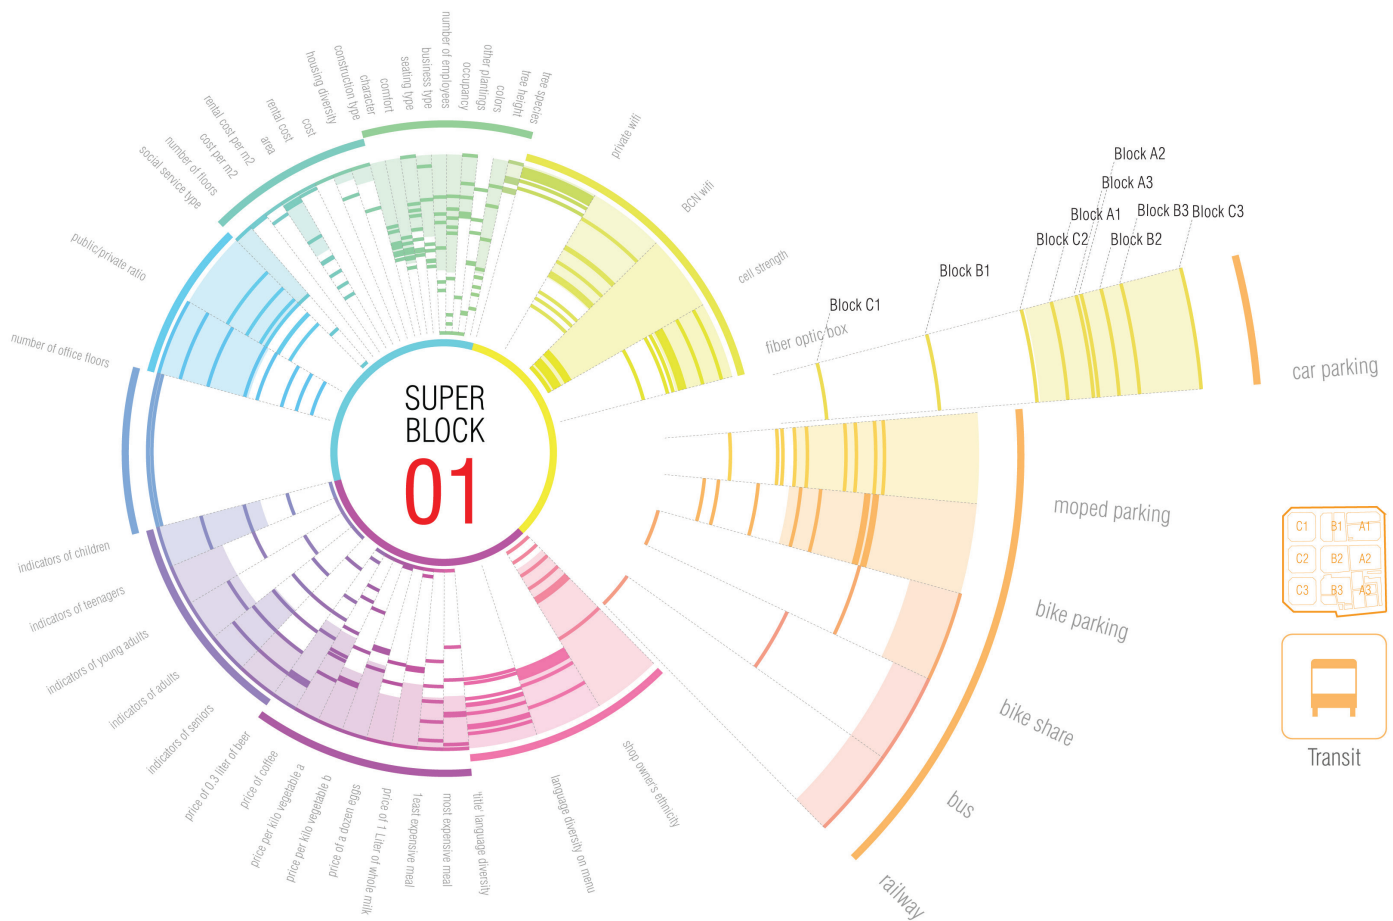 SUPER
BLOCK
01
number of office floors
public/private ratio
social service type
number of floors
cost per m2
rental cost per m2
area
rental cost
cost
housing diversity
construction type
character
comfort
seating type
business type
number of employees
occupancy
other plantings
colors
tree height
tree species
private wifi
BCN wifi
cell strength
fiber optic box
Block C1
Block B1
Block C2
Block A1
Block A3
Block A2
Block B2
Block B3
Block C3
car parking
moped parking
bike parking
bike share
bus
railway
shop owner's ethnicity
language diversity on menu
'title' language diversity
most expensive meal
1east expensive meal
price of 1 Liter of whole milk
price of a dozen eggs
price per kilo vegetable b
price per kilo vegetable a
price of coffee
price of 0.3 liter of beer
indicators of seniors
indicators of adults
indicators of young adults
indicators of teenagers
indicators of children
C1 B1 A1
C2 B2 A2
C3 B3 A3
Transit